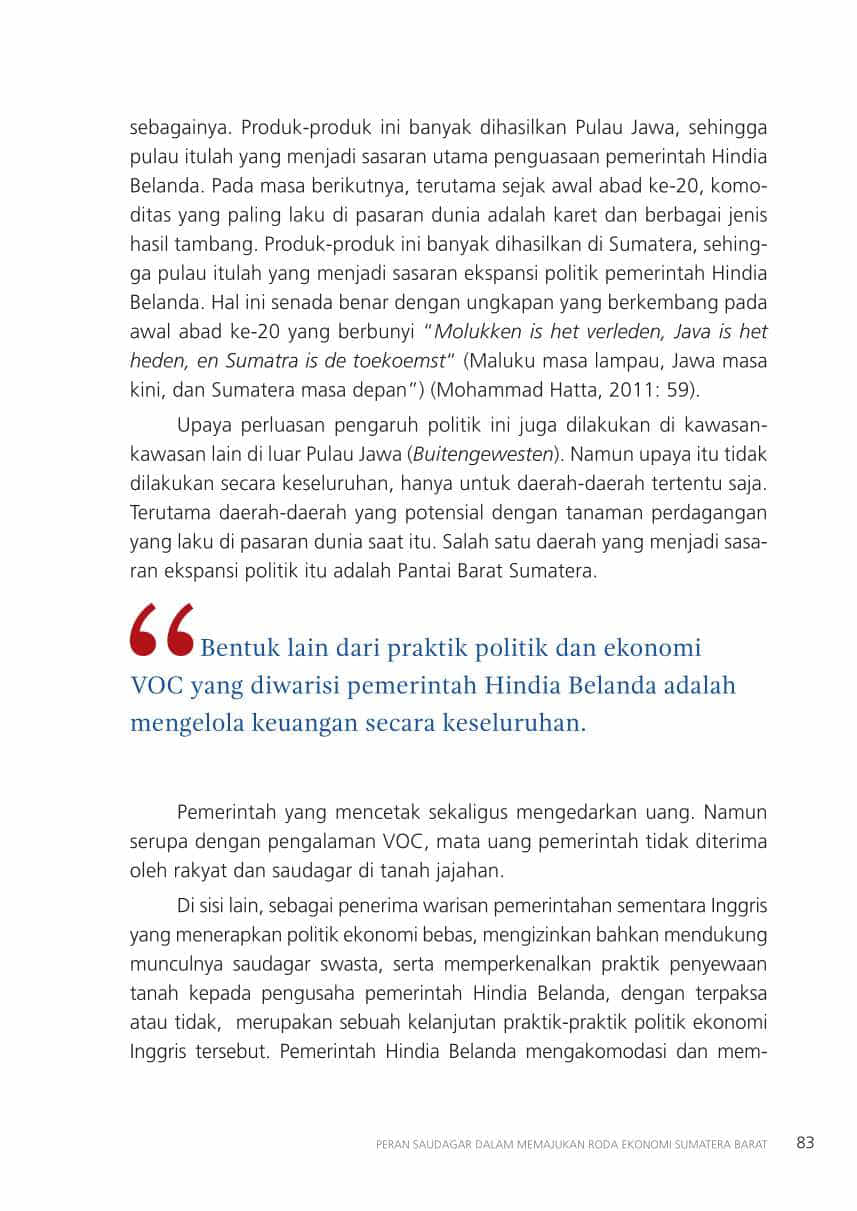 sebagainya. Produk-produk ini banyak dihasilkan Pulau Jawa, sehingga
pulau itulah yang menjadi sasaran utama penguasaan pemerintah Hindia
Belanda. Pada masa berikutnya, terutama sejak awal abad ke-20, komo-
ditas yang paling laku di pasaran dunia adalah karet dan berbagai jenis
hasil tambang. Produk-produk ini banyak dihasilkan di Sumatera, sehing-
ga pulau itulah yang menjadi sasaran ekspansi politik pemerintah Hindia
Belanda. Hal ini senada benar dengan ungkapan yang berkembang pada
awal abad ke-20 yang berbunyi “Molukken is het verleden, Java is het
heden, en Sumatra is de toekoemst“ (Maluku masa lampau, Jawa masa
kini, dan Sumatera masa depan”) (Mohammad Hatta, 2011: 59).
Upaya perluasan pengaruh politik ini juga dilakukan di kawasan-
kawasan lain di luar Pulau Jawa (Buitengewesten). Namun upaya itu tidak
dilakukan secara keseluruhan, hanya untuk daerah-daerah tertentu saja.
Terutama daerah-daerah yang potensial dengan tanaman perdagangan
yang laku di pasaran dunia saat itu. Salah satu daerah yang menjadi sasa-
ran ekspansi politik itu adalah Pantai Barat Sumatera.
“Bentuk lain dari praktik politik dan ekonomi
VOC yang diwarisi pemerintah Hindia Belanda adalah
mengelola keuangan secara keseluruhan.
Pemerintah yang mencetak sekaligus mengedarkan uang. Namun
serupa dengan pengalaman VOC, mata uang pemerintah tidak diterima
oleh rakyat dan saudagar di tanah jajahan.
Di sisi lain, sebagai penerima warisan pemerintahan sementara Inggris
yang menerapkan politik ekonomi bebas, mengizinkan bahkan mendukung
munculnya saudagar swasta, serta memperkenalkan praktik penyewaan
tanah kepada pengusaha pemerintah Hindia Belanda, dengan terpaksa
atau tidak,  merupakan sebuah kelanjutan praktik-praktik politik ekonomi
Inggris tersebut. Pemerintah Hindia Belanda mengakomodasi dan mem-
PERAN SAUDAGAR DALAM MEMAJUKAN RODA EKONOMI SUMATERA BARAT 83